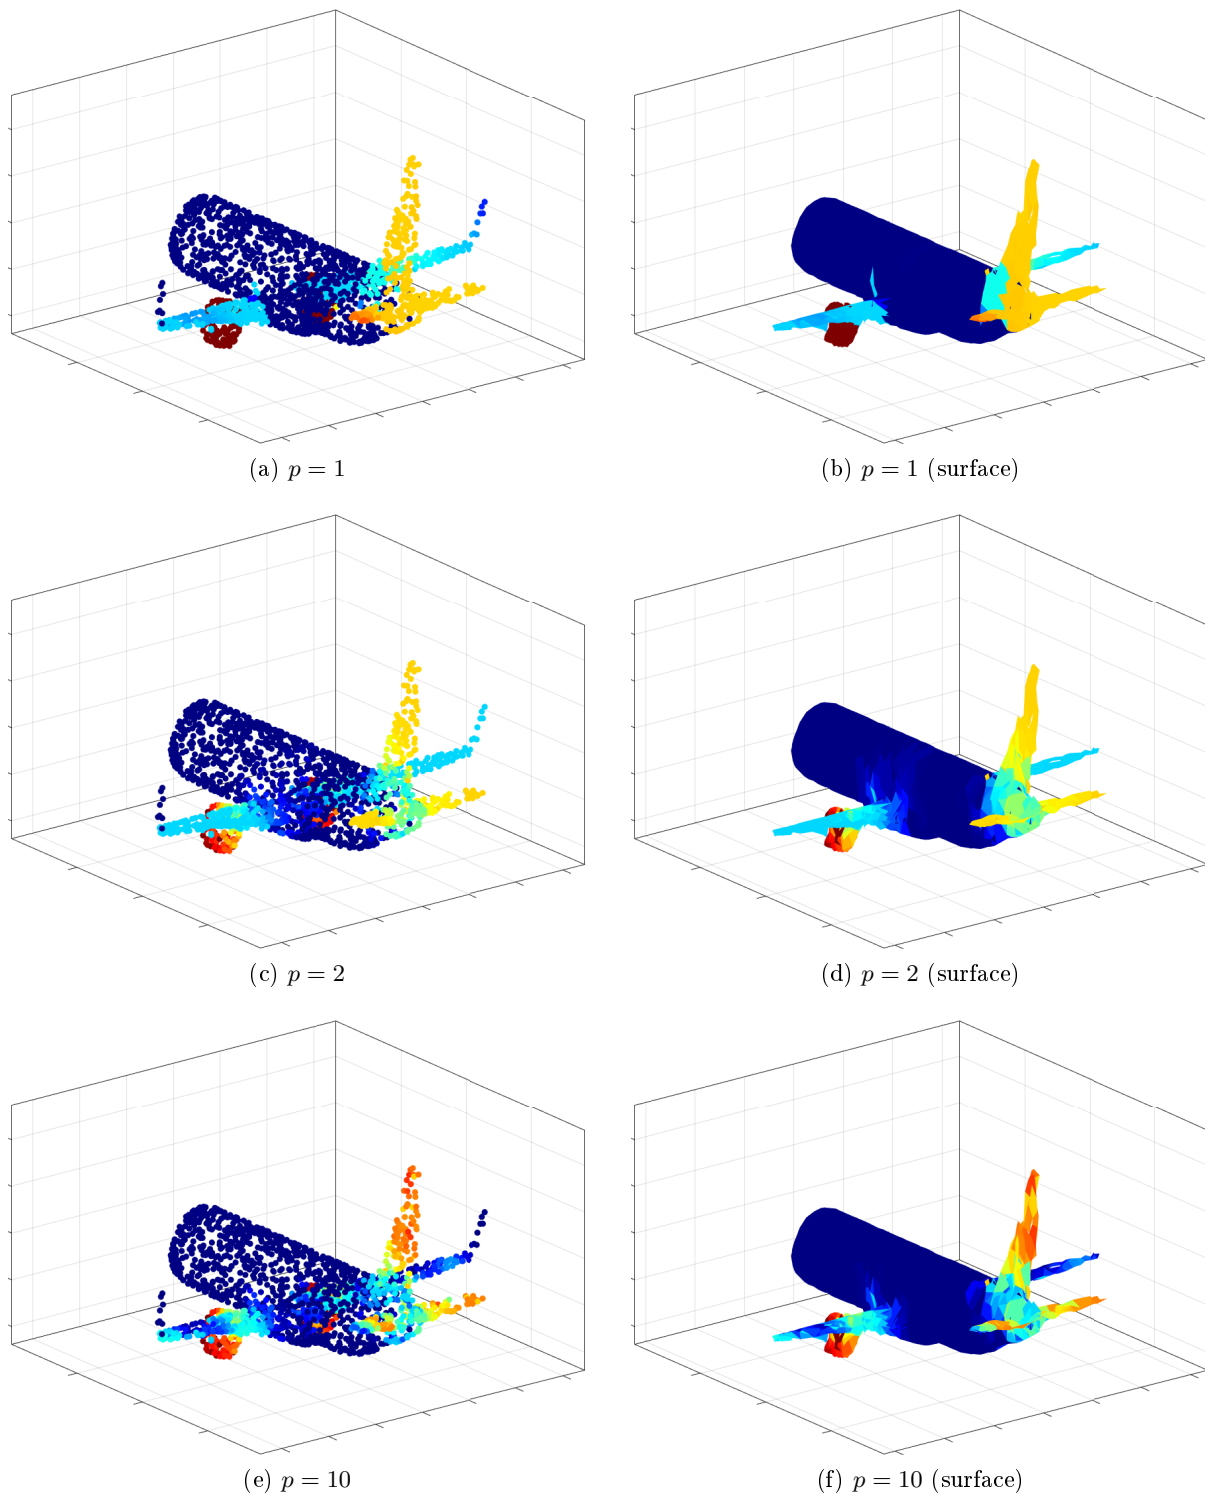 (a) p = 1
(b) p = 1 (surface)
(c) p = 2
(d) p = 2 (surface)
(e) p = 10
(f) p = 10 (surface)